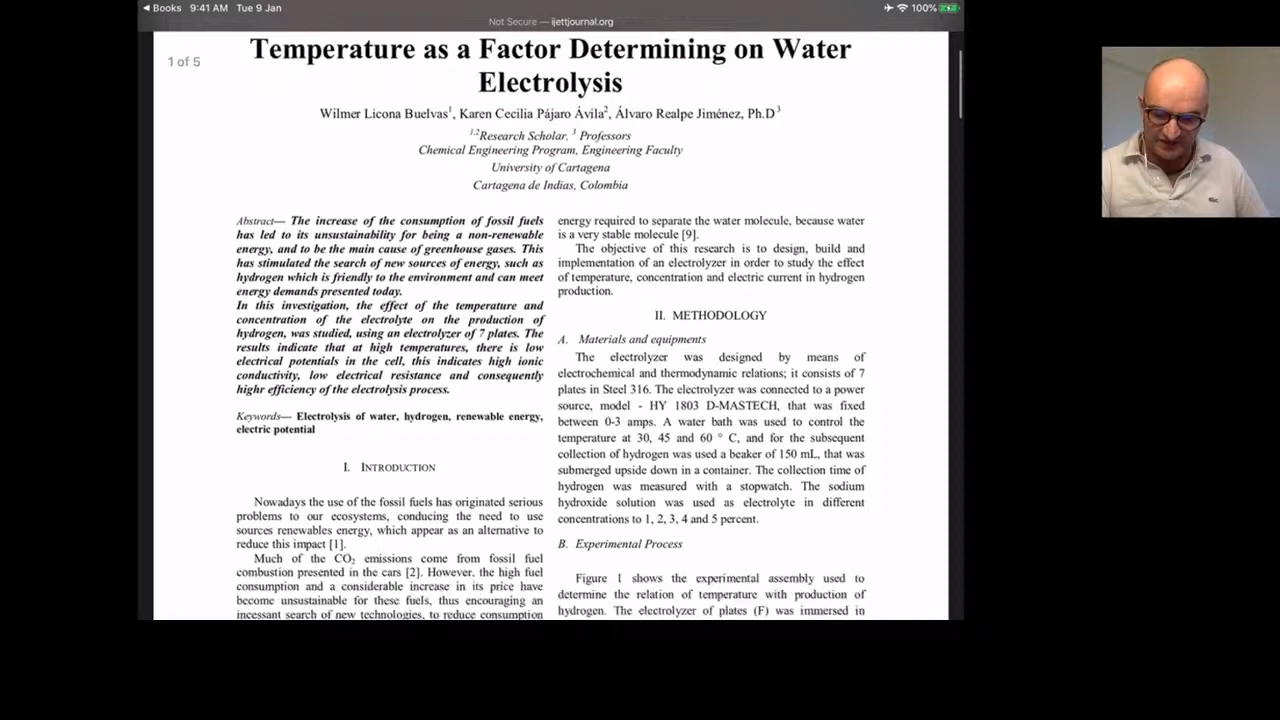 Books 9:41 AM Tue 9 Jan
100%
Not Secure — ijettjournal.org
1 of 5
Temperature as a Factor Determining on Water
Electrolysis
Wilmer Licona Buelvas1, Karen Cecilia Pájaro Ávila2, Álvaro Realpe Jiménez, Ph.D 3
1,2Research Scholar, 3 Professors
Chemical Engineering Program, Engineering Faculty
University of Cartagena
Cartagena de Indias, Colombia
Abstract— The increase of the consumption of fossil fuels
has led to its unsustainability for being a non-renewable
energy, and to be the main cause of greenhouse gases. This
has stimulated the search of new sources of energy, such as
hydrogen which is friendly to the environment and can meet
energy demands presented today.
In this investigation, the effect of the temperature and
concentration of the electrolyte on the production of
hydrogen, was studied, using an electrolyzer of 7 plates. The
results indicate that at high temperatures, there is low
electrical potentials in the cell, this indicates high ionic
conductivity, low electrical resistance and consequently
highr efficiency of the electrolysis process.
Keywords— Electrolysis of water, hydrogen, renewable energy,
electric potential
I. INTRODUCTION
Nowadays the use of the fossil fuels has originated serious
problems to our ecosystems, conducing the need to use
sources renewables energy, which appear as an alternative to
reduce this impact [1].
Much of the CO2 emissions come from fossil fuel
combustion presented in the cars [2]. However, the high fuel
consumption and a considerable increase in its price have
become unsustainable for these fuels, thus encouraging an
incessant search of new technologies, to reduce consumption
energy required to separate the water molecule, because water
is a very stable molecule [9].
The objective of this research is to design, build and
implementation of an electrolyzer in order to study the effect
of temperature, concentration and electric current in hydrogen
production.
II. METHODOLOGY
A. Materials and equipments
The electrolyzer was designed by means of
electrochemical and thermodynamic relations; it consists of 7
plates in Steel 316. The electrolyzer was connected to a power
source, model - HY 1803 D-MASTECH, that was fixed
between 0-3 amps. A water bath was used to control the
temperature at 30, 45 and 60 ° C, and for the subsequent
collection of hydrogen was used a beaker of 150 mL, that was
submerged upside down in a container. The collection time of
hydrogen was measured with a stopwatch. The sodium
hydroxide solution was used as electrolyte in different
concentrations to 1, 2, 3, 4 and 5 percent.
B. Experimental Process
Figure 1 shows the experimental assembly used to
determine the relation of temperature with production of
hydrogen. The electrolyzer of plates (F) was immersed in